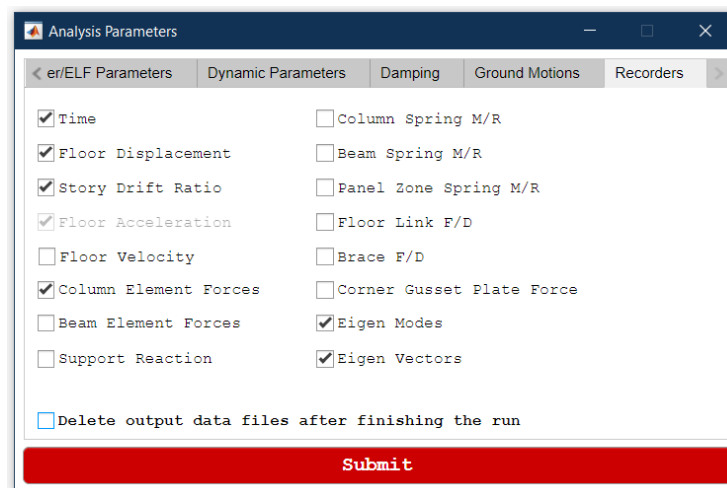 Analysis Parameters
er/ELF Parameters Dynamic Parameters Damping Ground Motions Recorders
Time Column Spring M/R
Floor Displacement Beam Spring M/R
Story Drift Ratio Panel Zone Spring M/R
Floor Acceleration Floor Link F/D
Floor Velocity Brace F/D
Column Element Forces Corner Gusset Plate Force
Beam Element Forces Eigen Modes
Support Reaction Eigen Vectors
Delete output data files after finishing the run
Submit